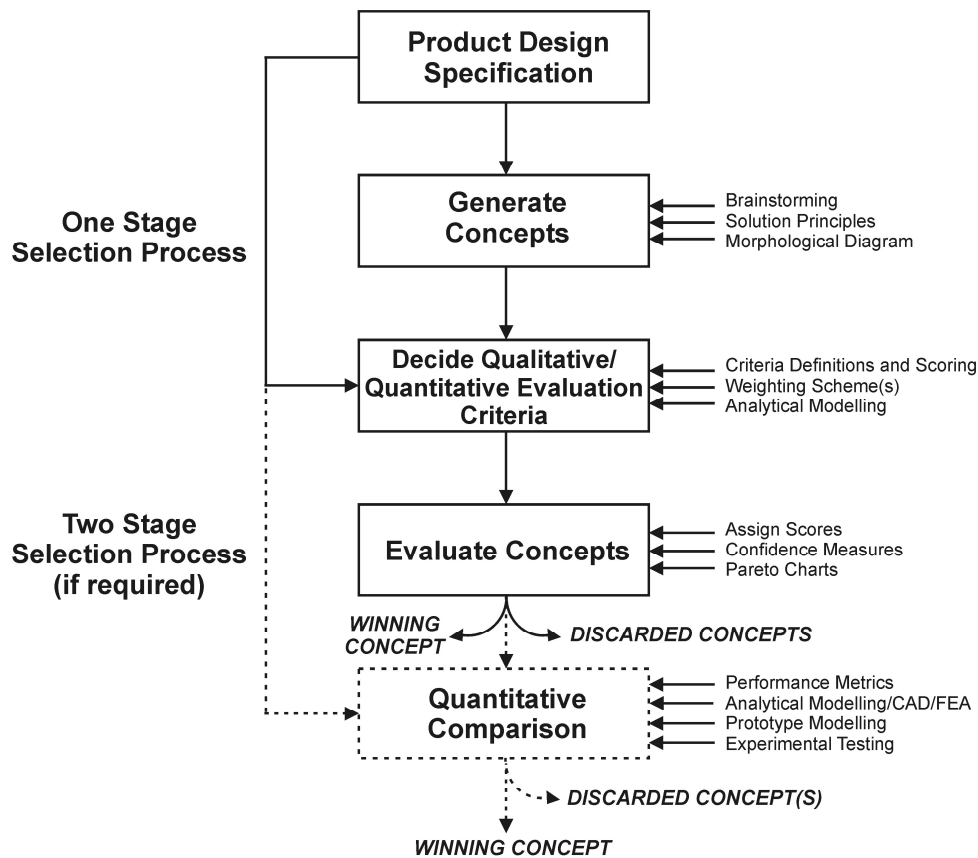 Product Design
Specification
One Stage
Selection Process
Generate
Concepts
Brainstorming
Solution Principles
Morphological Diagram
Decide Qualitative/
Quantitative Evaluation
Criteria
Criteria Definitions and Scoring
Weighting Scheme(s)
Analytical Modelling
Two Stage
Selection Process
(if required)
Evaluate Concepts
Assign Scores
Confidence Measures
Pareto Charts
WINNING
CONCEPT
DISCARDED CONCEPTS
Quantitative
Comparison
Performance Metrics
Analytical Modelling/CAD/FEA
Prototype Modelling
Experimental Testing
DISCARDED CONCEPT(S)
WINNING CONCEPT